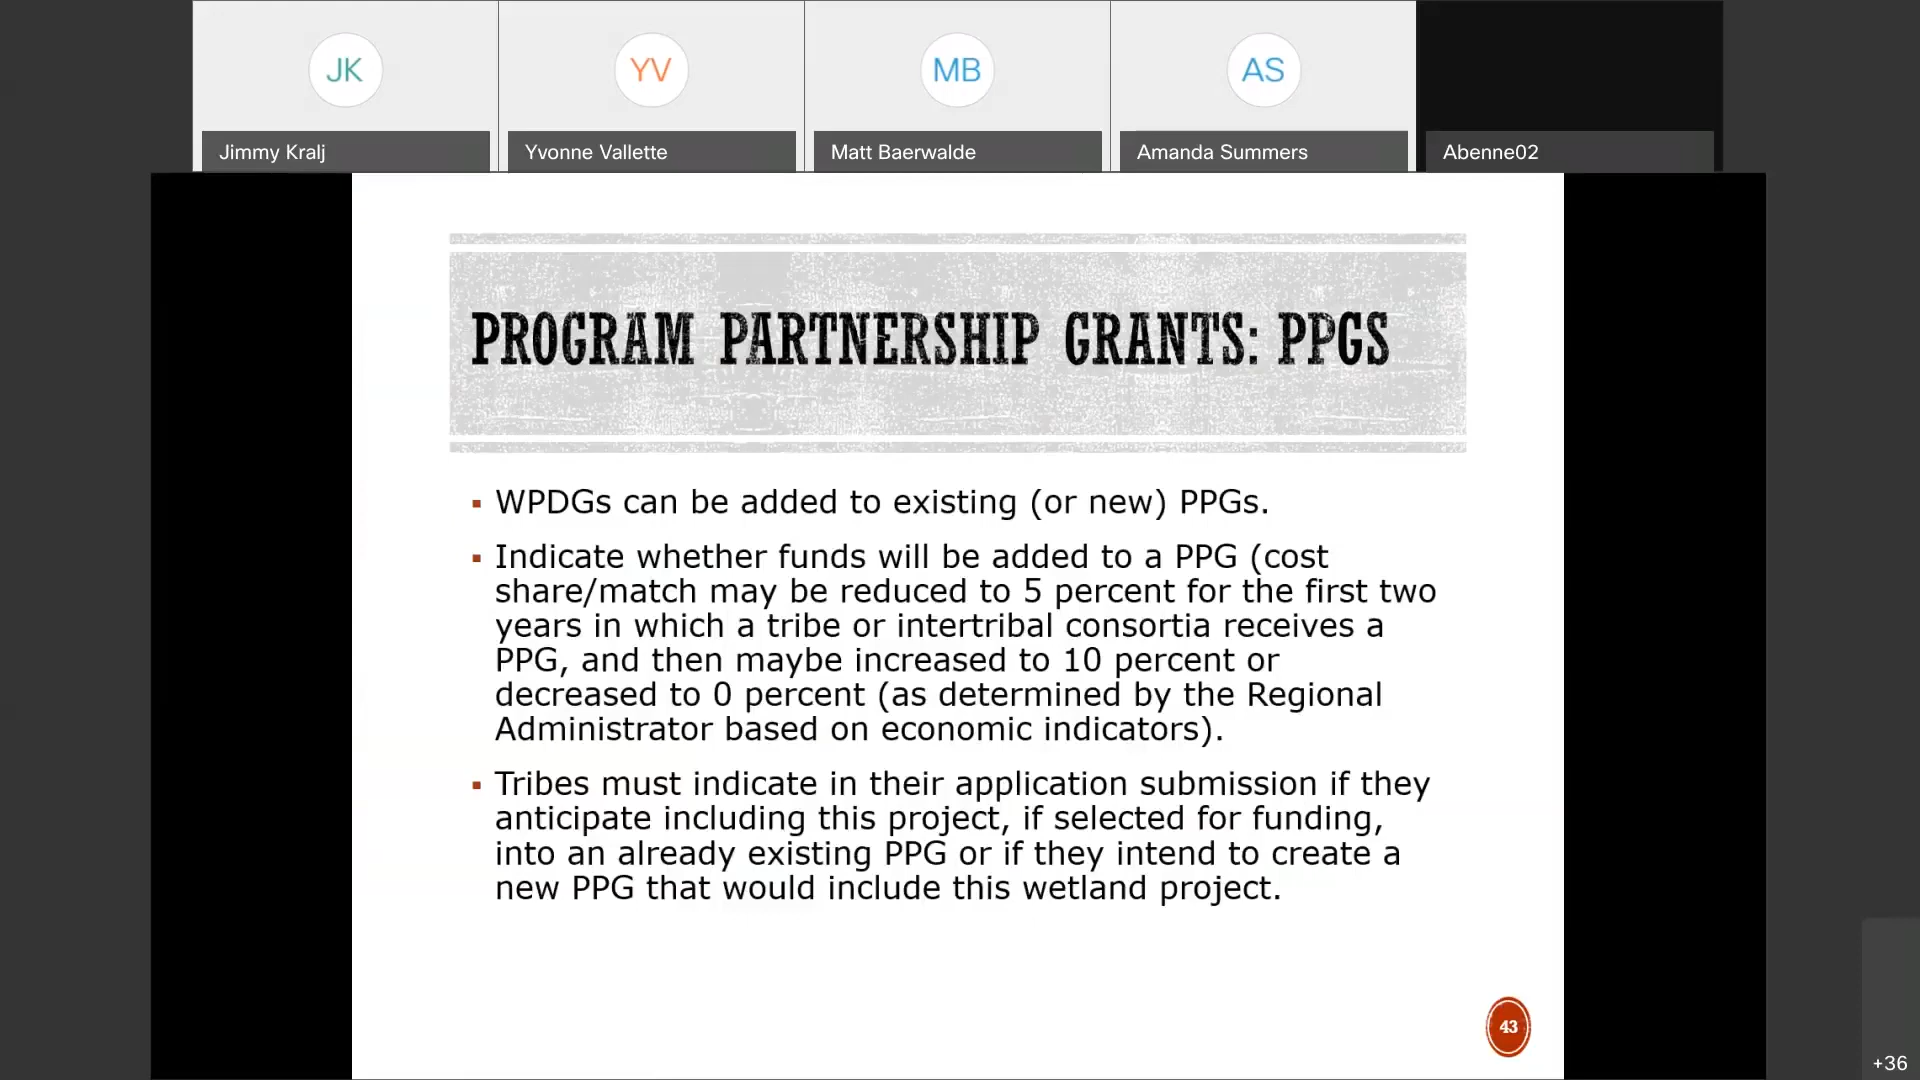 JK
YV
MB
AS
Jimmy Kralj
Yvonne Vallette
Matt Baerwalde
Amanda Summers
Abenne02
PROGRAM PARTNERSHIP GRANTS: PPGS
▪ WPDGs can be added to existing (or new) PPGs.
▪ Indicate whether funds will be added to a PPG (cost
share/match may be reduced to 5 percent for the first two
years in which a tribe or intertribal consortia receives a
PPG, and then maybe increased to 10 percent or
decreased to 0 percent (as determined by the Regional
Administrator based on economic indicators).
▪ Tribes must indicate in their application submission if they
anticipate including this project, if selected for funding,
into an already existing PPG or if they intend to create a
new PPG that would include this wetland project.
43
+36